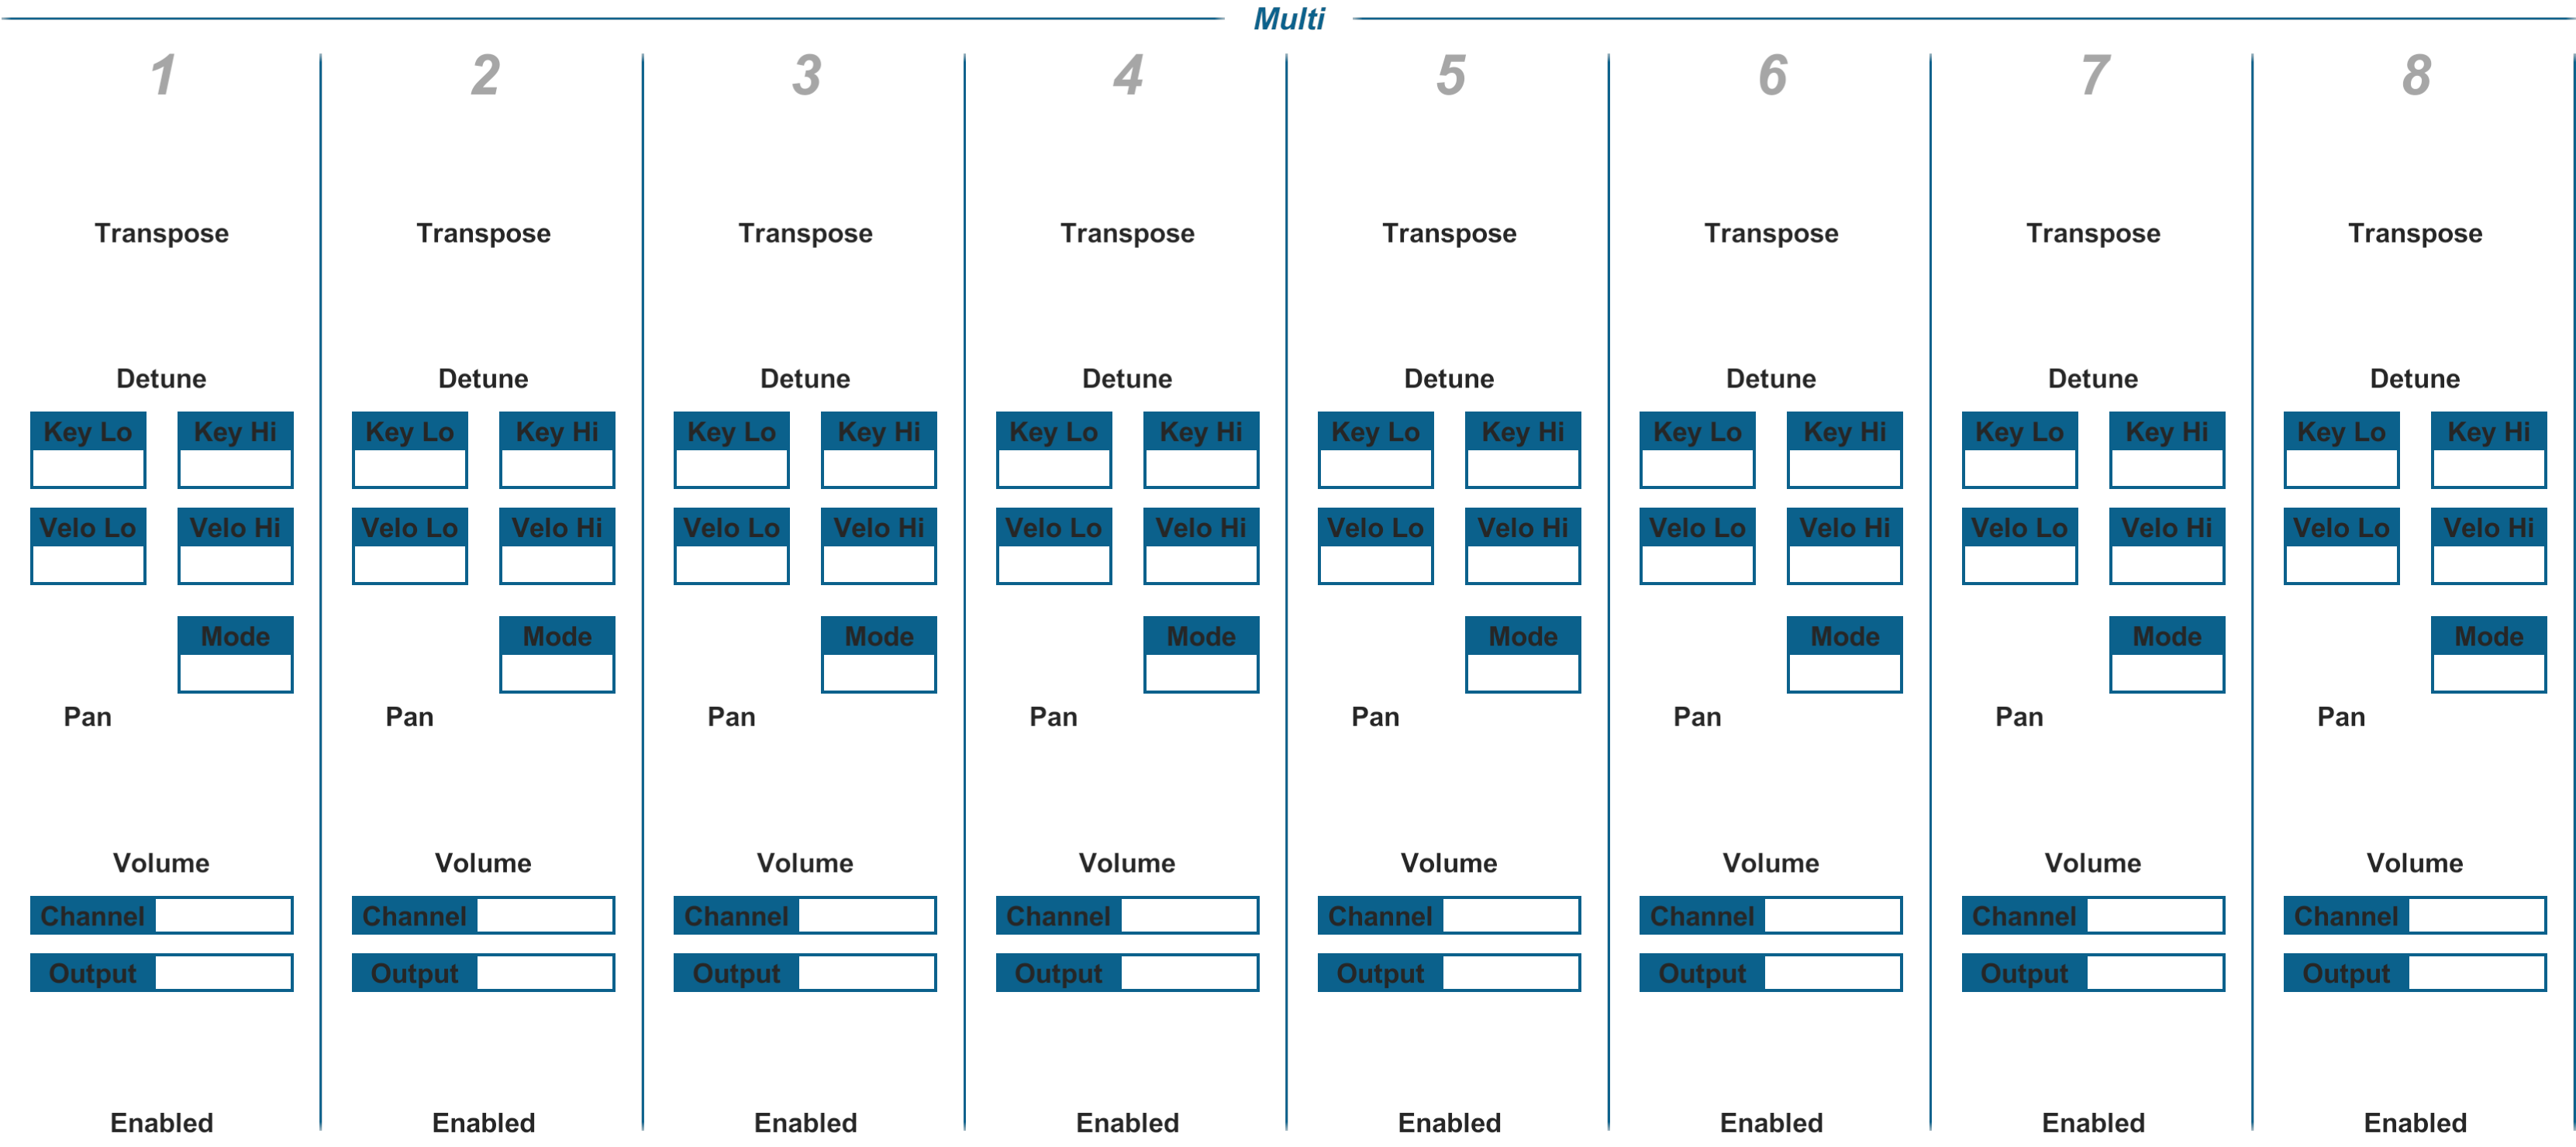 Multi
1 2 3 4 5 6 7 8
Transpose Transpose Transpose Transpose Transpose Transpose Transpose Transpose
Detune Detune Detune Detune Detune Detune Detune Detune
Key Lo Key Hi Key Lo Key Hi Key Lo Key Hi Key Lo Key Hi Key Lo Key Hi Key Lo Key Hi Key Lo Key Hi Key Lo Key Hi
Velo Lo Velo Hi Velo Lo Velo Hi Velo Lo Velo Hi Velo Lo Velo Hi Velo Lo Velo Hi Velo Lo Velo Hi Velo Lo Velo Hi Velo Lo Velo Hi
Mode Mode Mode Mode Mode Mode Mode Mode
Pan Pan Pan Pan Pan Pan Pan Pan
Volume Volume Volume Volume Volume Volume Volume Volume
Channel Channel Channel Channel Channel Channel Channel Channel
Output Output Output Output Output Output Output Output
Enabled Enabled Enabled Enabled Enabled Enabled Enabled Enabled